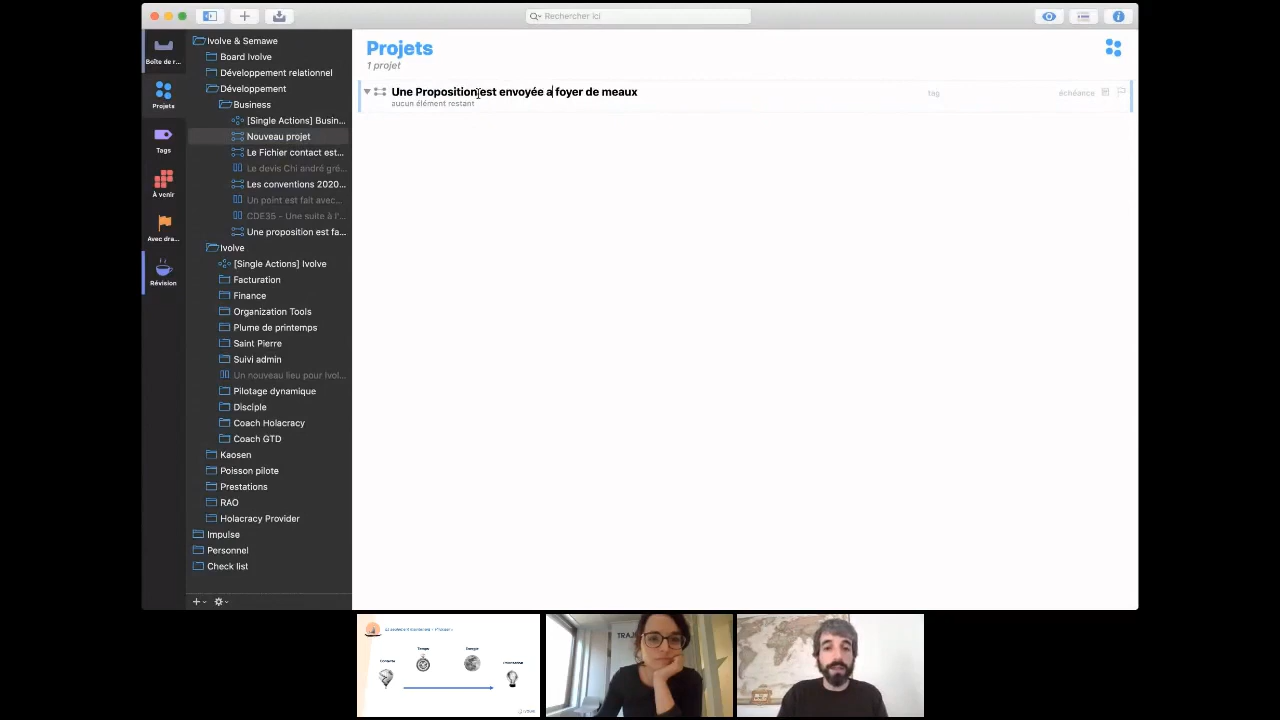 Rechercher ici
Boîte de r...
Projets
Tags
À venir
Avec dra...
Révision
Ivolve & Semawe
Board Ivolve
Développement relationnel
Développement
Business
[Single Actions] Busin...
Nouveau projet
Le Fichier contact est...
Le devis Chi andré gré...
Les conventions 2020...
Un point est fait avec...
CDE35 - Une suite à l'...
Une proposition est fa...
Ivolve
[Single Actions] Ivolve
Facturation
Finance
Organization Tools
Plume de printemps
Saint Pierre
Suivi admin
Un nouveau lieu pour Ivol...
Pilotage dynamique
Disciple
Coach Holacracy
Coach GTD
Kaosen
Poisson pilote
Prestations
RAO
Holacracy Provider
Impulse
Personnel
Check list
Projets
1 projet
Une Proposition est envoyée a foyer de meaux
aucun élément restant
tag
échéance
Contexte
Temps
Energie
TRAJ